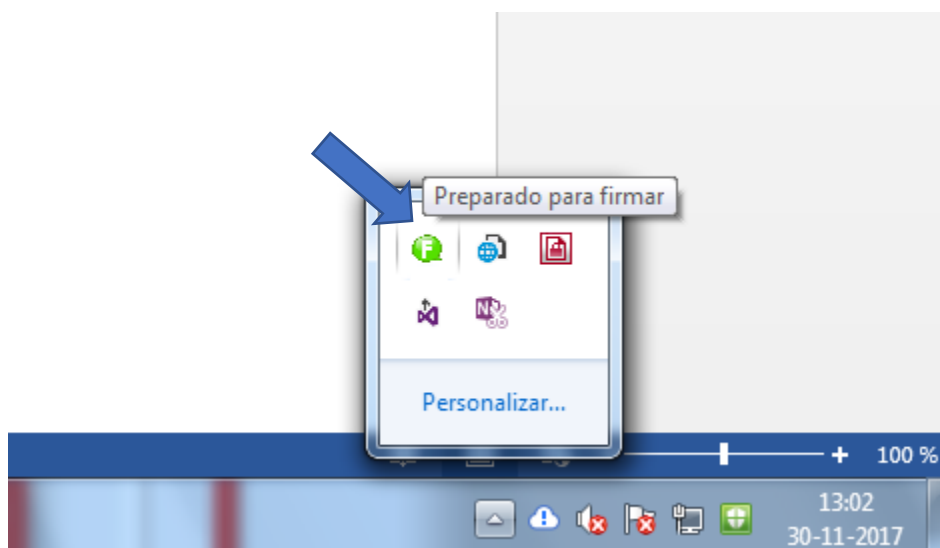 Preparado para firmar
F
N
Personalizar...
100 %
13:02
30-11-2017